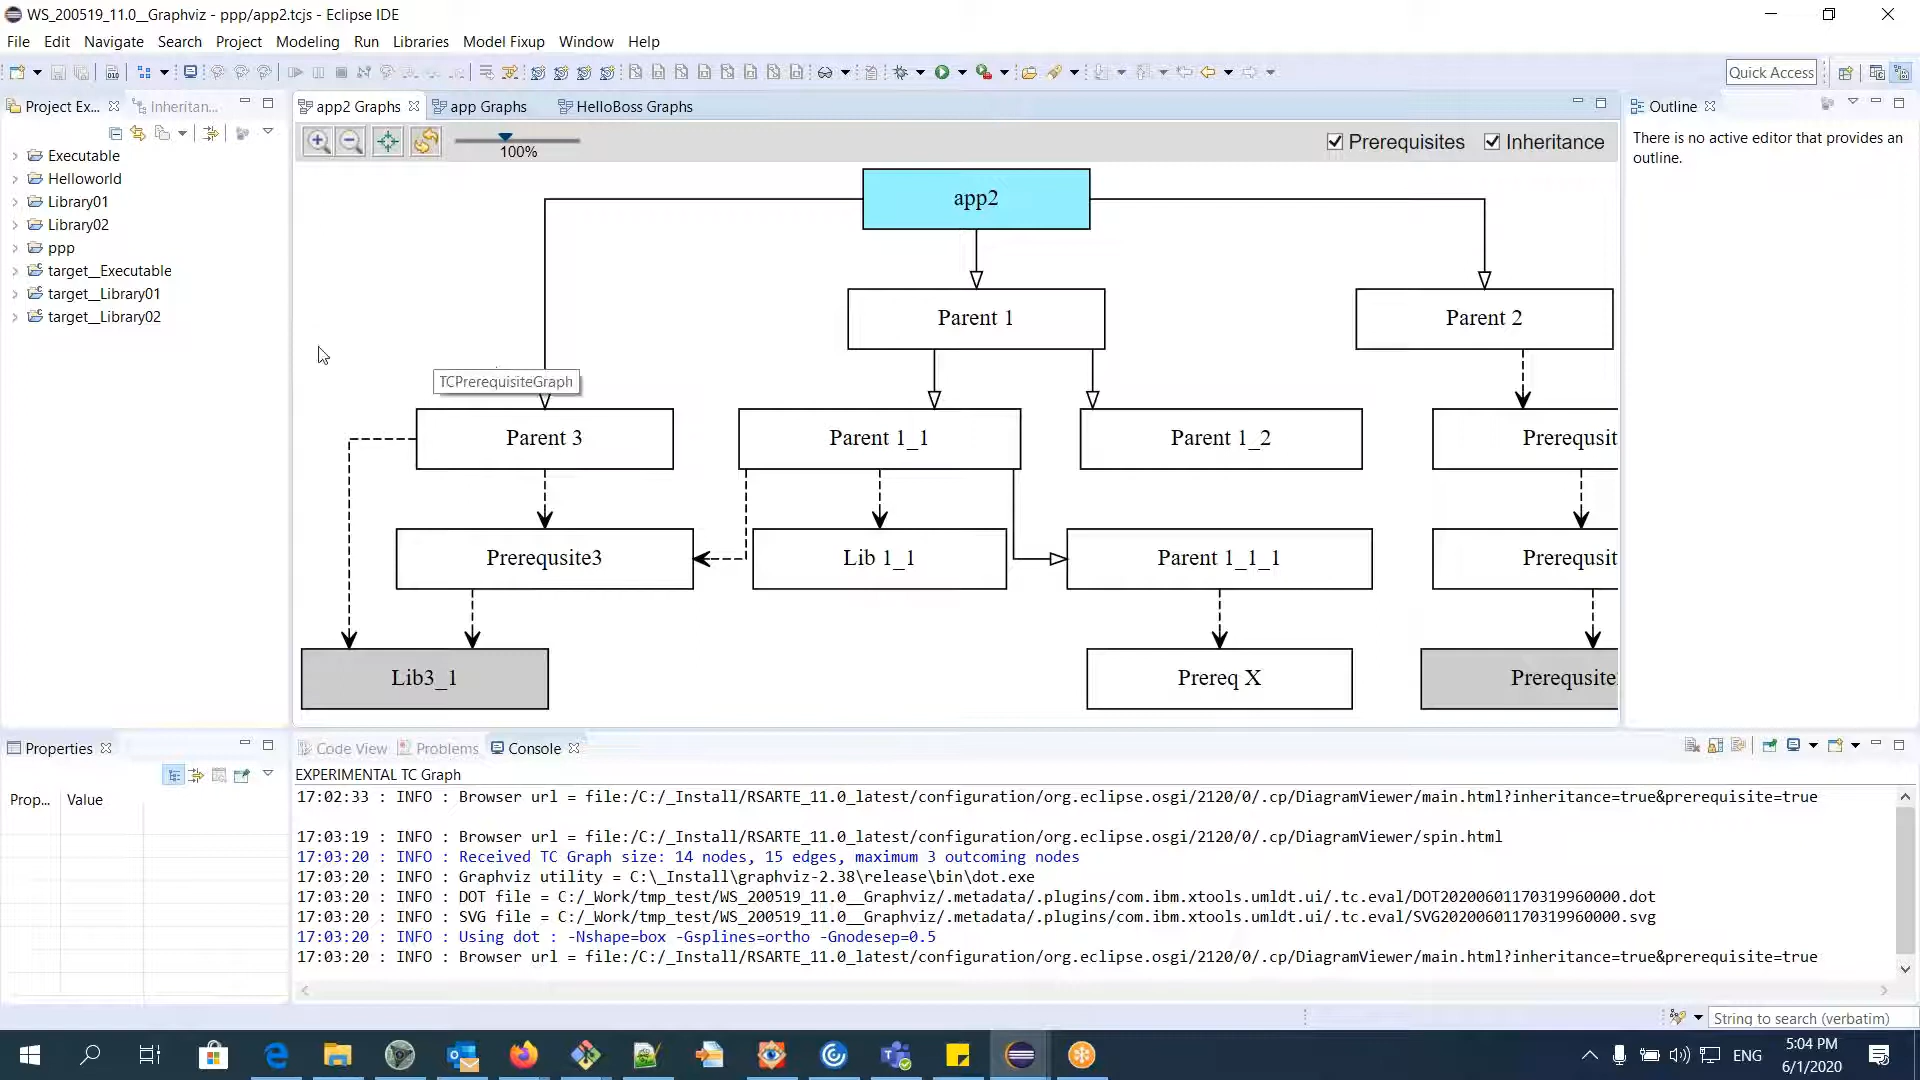 WS_200519_11.0__Graphviz - ppp/app2.tcjs - Eclipse IDE
File Edit Navigate Search Project Modeling Run Libraries Model Fixup Window Help
Quick Access
Project Ex... Inheritan...
Executable
Helloworld
Library01
Library02
ppp
target__Executable
target__Library01
target__Library02
app2 Graphs app Graphs HelloBoss Graphs
100%
Prerequisites Inheritance
app2
Parent 1 Parent 2
TCPrerequisiteGraph
Parent 3 Parent 1_1 Parent 1_2 Prerequsit
Prerequsite3 Lib 1_1 Parent 1_1_1 Prerequsit
Lib3_1 Prereq X Prerequsite
Outline
There is no active editor that provides an
outline.
Properties
Prop... Value
Code View Problems Console
EXPERIMENTAL TC Graph
17:02:33 : INFO : Browser url = file:/C:/_Install/RSARTE_11.0_latest/configuration/org.eclipse.osgi/2120/0/.cp/DiagramViewer/main.html?inheritance=true&prerequisite=true
17:03:19 : INFO : Browser url = file:/C:/_Install/RSARTE_11.0_latest/configuration/org.eclipse.osgi/2120/0/.cp/DiagramViewer/spin.html
17:03:20 : INFO : Received TC Graph size: 14 nodes, 15 edges, maximum 3 outcoming nodes
17:03:20 : INFO : Graphviz utility = C:\_Install\graphviz-2.38\release\bin\dot.exe
17:03:20 : INFO : DOT file = C:/_Work/tmp_test/WS_200519_11.0__Graphviz/.metadata/.plugins/com.ibm.xtools.umldt.ui/.tc.eval/DOT20200601170319960000.dot
17:03:20 : INFO : SVG file = C:/_Work/tmp_test/WS_200519_11.0__Graphviz/.metadata/.plugins/com.ibm.xtools.umldt.ui/.tc.eval/SVG20200601170319960000.svg
17:03:20 : INFO : Using dot : -Nshape=box -Gsplines=ortho -Gnodesep=0.5
17:03:20 : INFO : Browser url = file:/C:/_Install/RSARTE_11.0_latest/configuration/org.eclipse.osgi/2120/0/.cp/DiagramViewer/main.html?inheritance=true&prerequisite=true
String to search (verbatim)
ENG
5:04 PM
6/1/2020